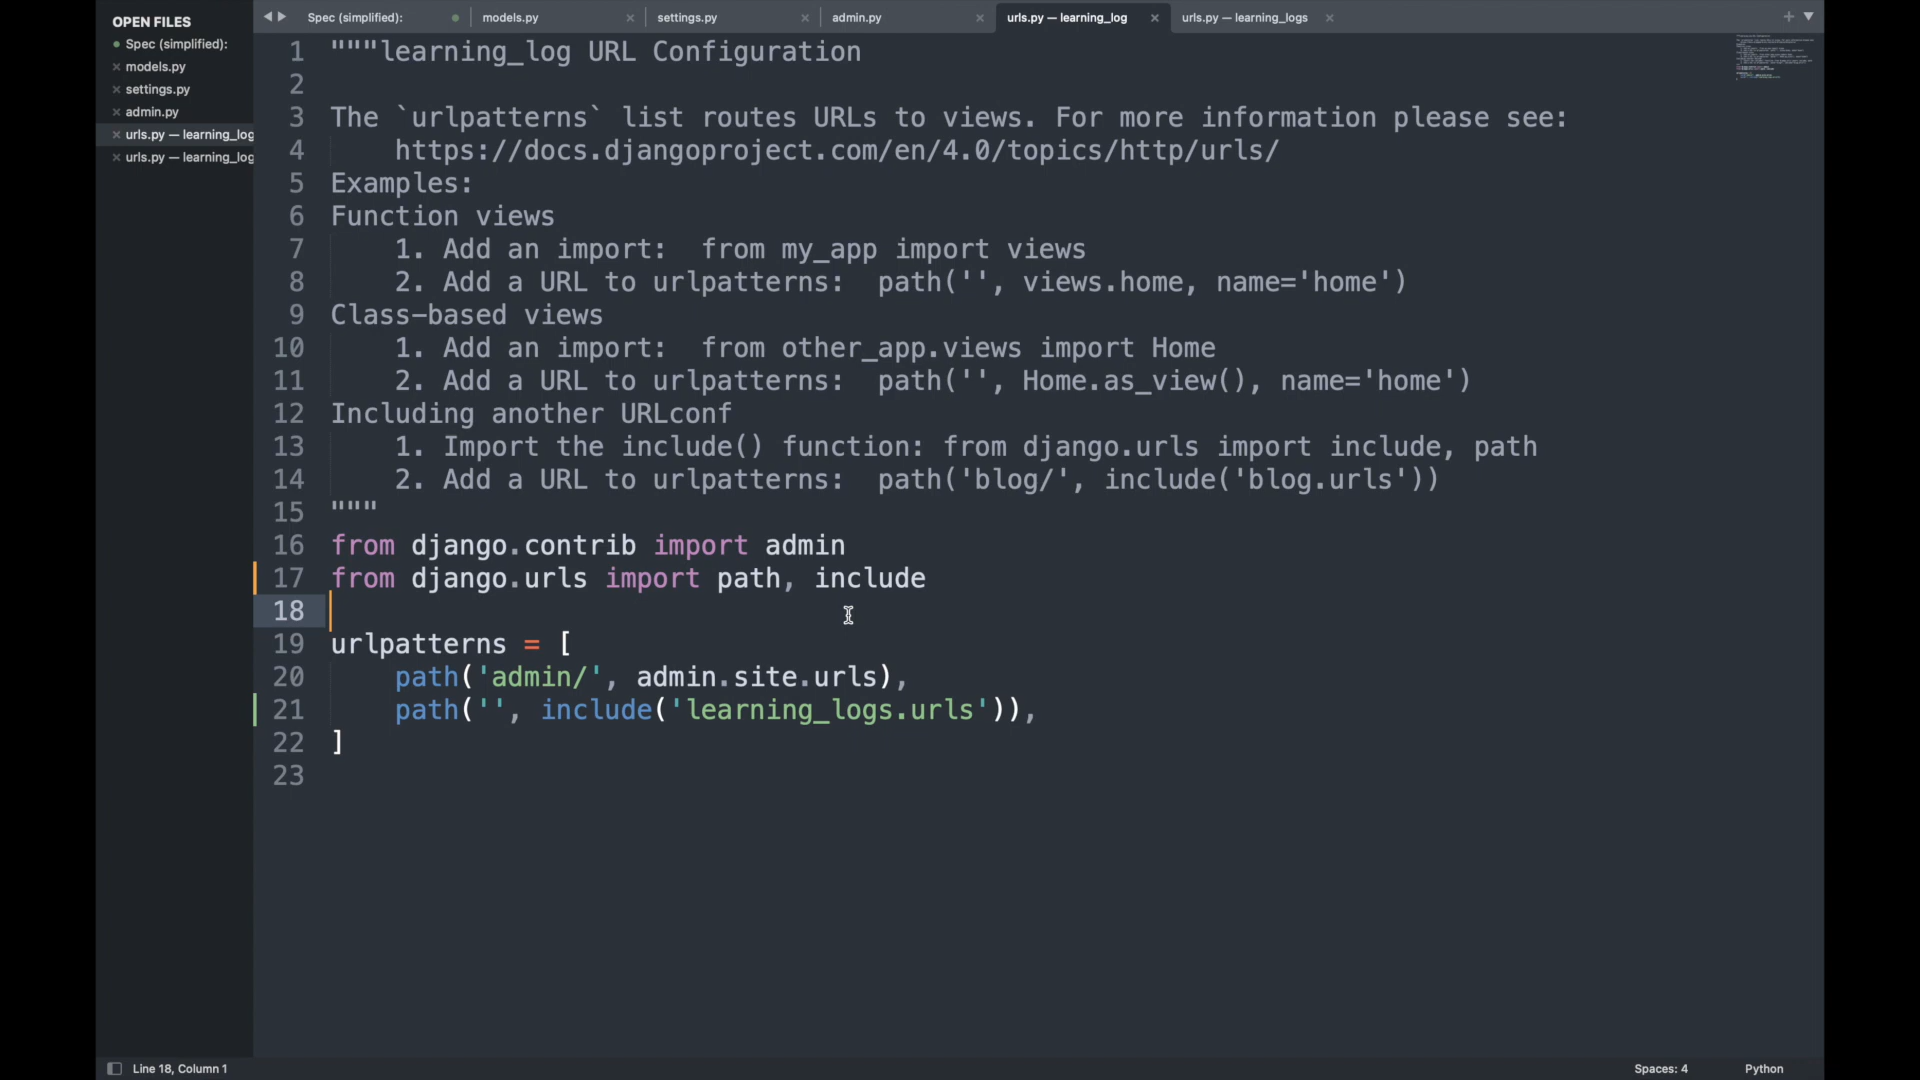 OPEN FILES
Spec (simplified):
models.py
settings.py
admin.py
urls.py — learning_log
urls.py — learning_log
Spec (simplified):
models.py
settings.py
admin.py
urls.py — learning_log
urls.py — learning_logs
1 """learning_log URL Configuration
2
3 The `urlpatterns` list routes URLs to views. For more information please see:
4     https://docs.djangoproject.com/en/4.0/topics/http/urls/
5 Examples:
6 Function views
7     1. Add an import:  from my_app import views
8     2. Add a URL to urlpatterns:  path('', views.home, name='home')
9 Class-based views
10     1. Add an import:  from other_app.views import Home
11     2. Add a URL to urlpatterns:  path('', Home.as_view(), name='home')
12 Including another URLconf
13     1. Import the include() function: from django.urls import include, path
14     2. Add a URL to urlpatterns:  path('blog/', include('blog.urls'))
15 """
16 from django.contrib import admin
17 from django.urls import path, include
18
19 urlpatterns = [
20     path('admin/', admin.site.urls),
21     path('', include('learning_logs.urls')),
22 ]
23
Line 18, Column 1
Spaces: 4
Python